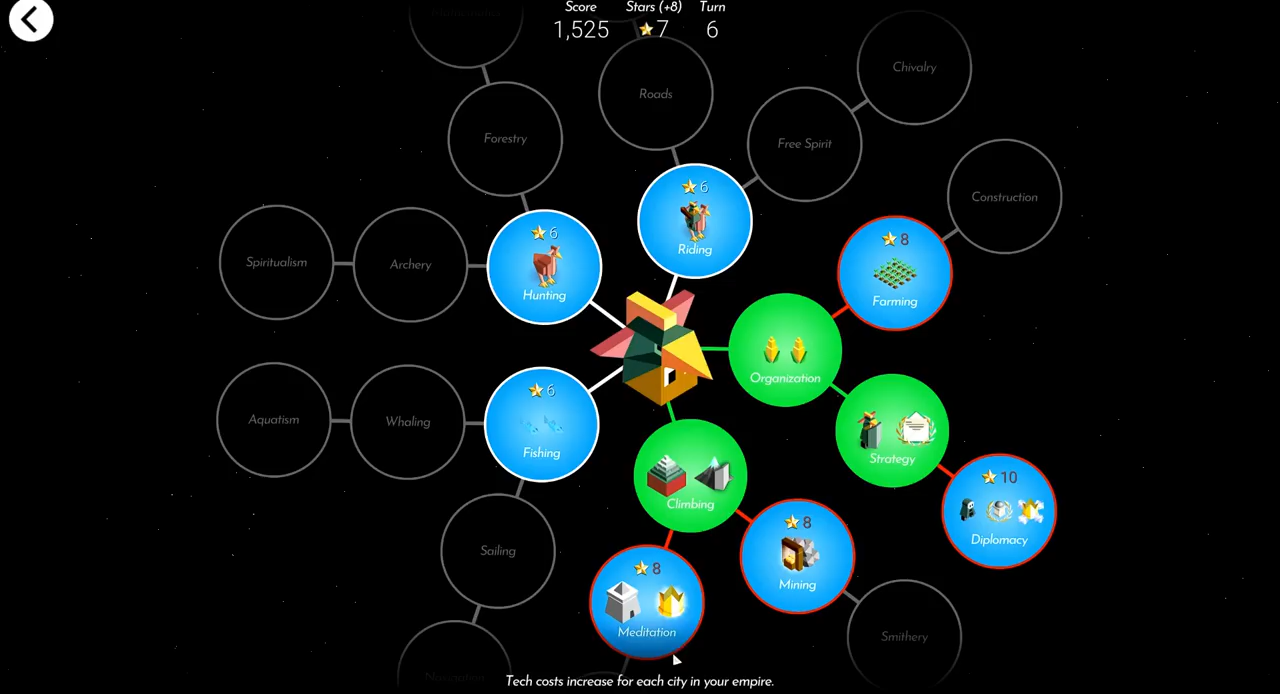 Score
Stars (+8)
Turn
1,525
7
6
Roads
Chivalry
Forestry
Free Spirit
Construction
6
Riding
6
Hunting
8
Farming
Spiritualism
Archery
Organization
Aquatism
Whaling
6
Fishing
Strategy
Climbing
10
Diplomacy
8
Mining
Sailing
8
Meditation
Smithery
Navigation
Tech costs increase for each city in your empire.